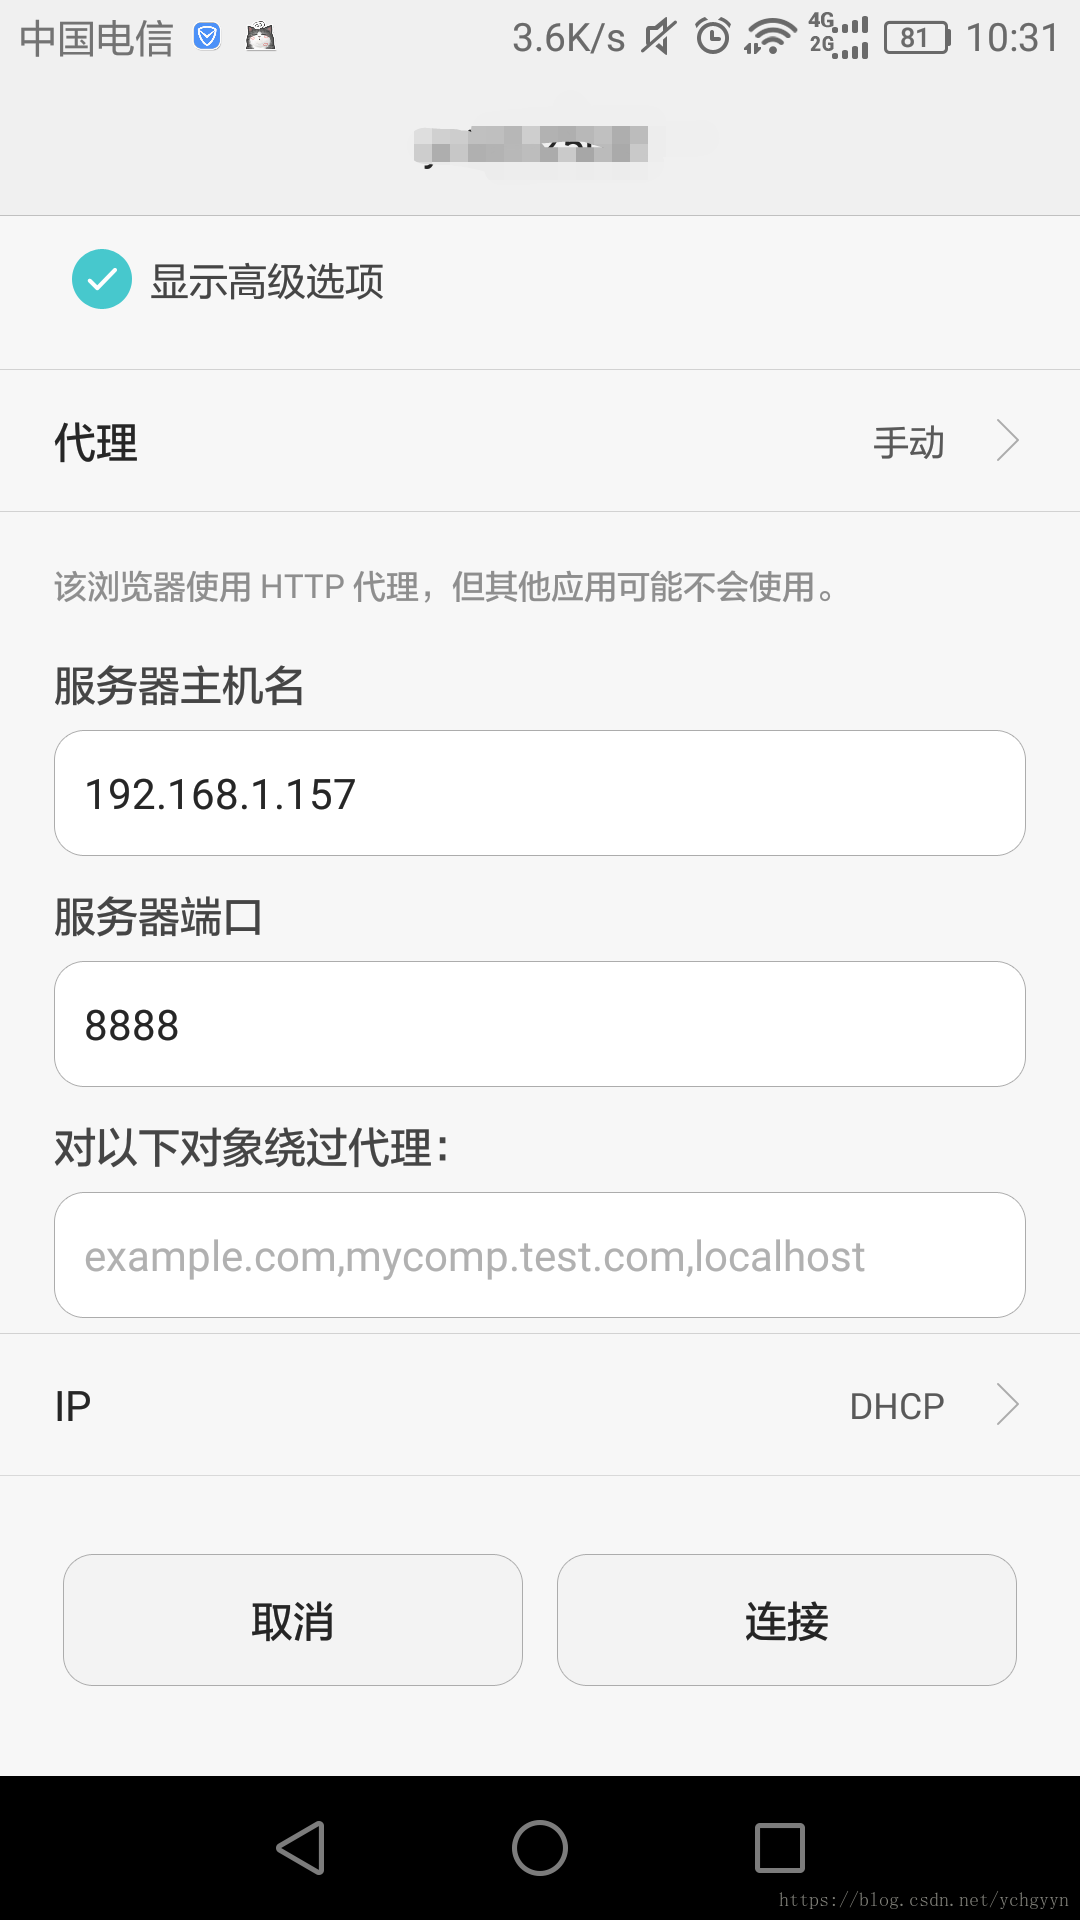 中国电信 3.6K/s 4G 2G 81 10:31
显示高级选项
代理 手动
该浏览器使用 HTTP 代理，但其他应用可能不会使用。
服务器主机名
192.168.1.157
服务器端口
8888
对以下对象绕过代理：
example.com,mycomp.test.com,localhost
IP DHCP
取消 连接
https://blog.csdn.net/ychgyyn